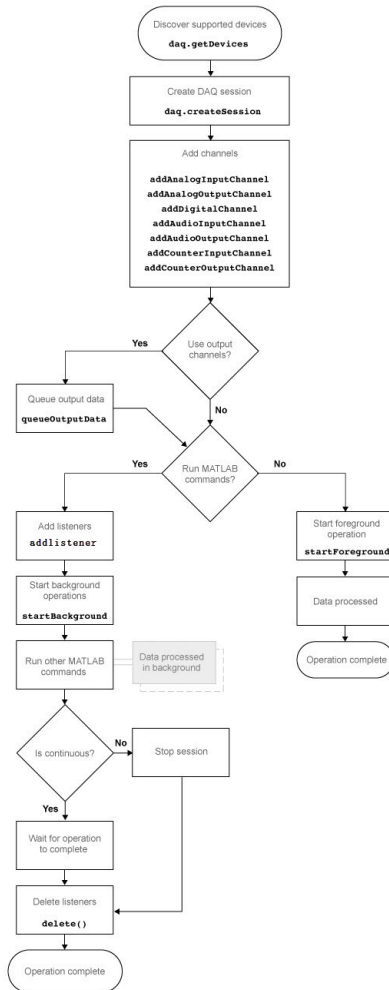 Discover supported devices
daq.getDevices
Create DAQ session
daq.createSession
Add channels
addAnalogInputChannel
addAnalogOutputChannel
addDigitalChannel
addAudioInputChannel
addAudioOutputChannel
addCounterInputChannel
addCounterOutputChannel
Yes
Use output
channels?
No
Queue output data
queueOutputData
Yes
Run MATLAB
commands?
No
Add listeners
addlistener
Start foreground
operation
startForeground
Start background
operations
startBackground
Data processed
Run other MATLAB
commands
Data processed
in background
Operation complete
Is continuous?
No
Stop session
Yes
Wait for operation
to complete
Delete listeners
delete()
Operation complete